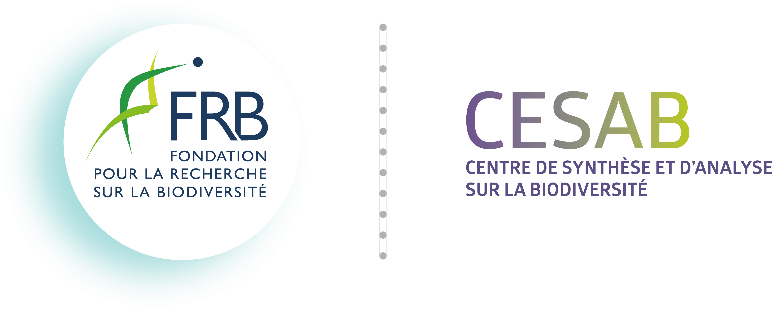 FRB
FONDATION
POUR LA RECHERCHE
SUR LA BIODIVERSITÉ
CESAB
CENTRE DE SYNTHÈSE ET D'ANALYSE
SUR LA BIODIVERSITÉ